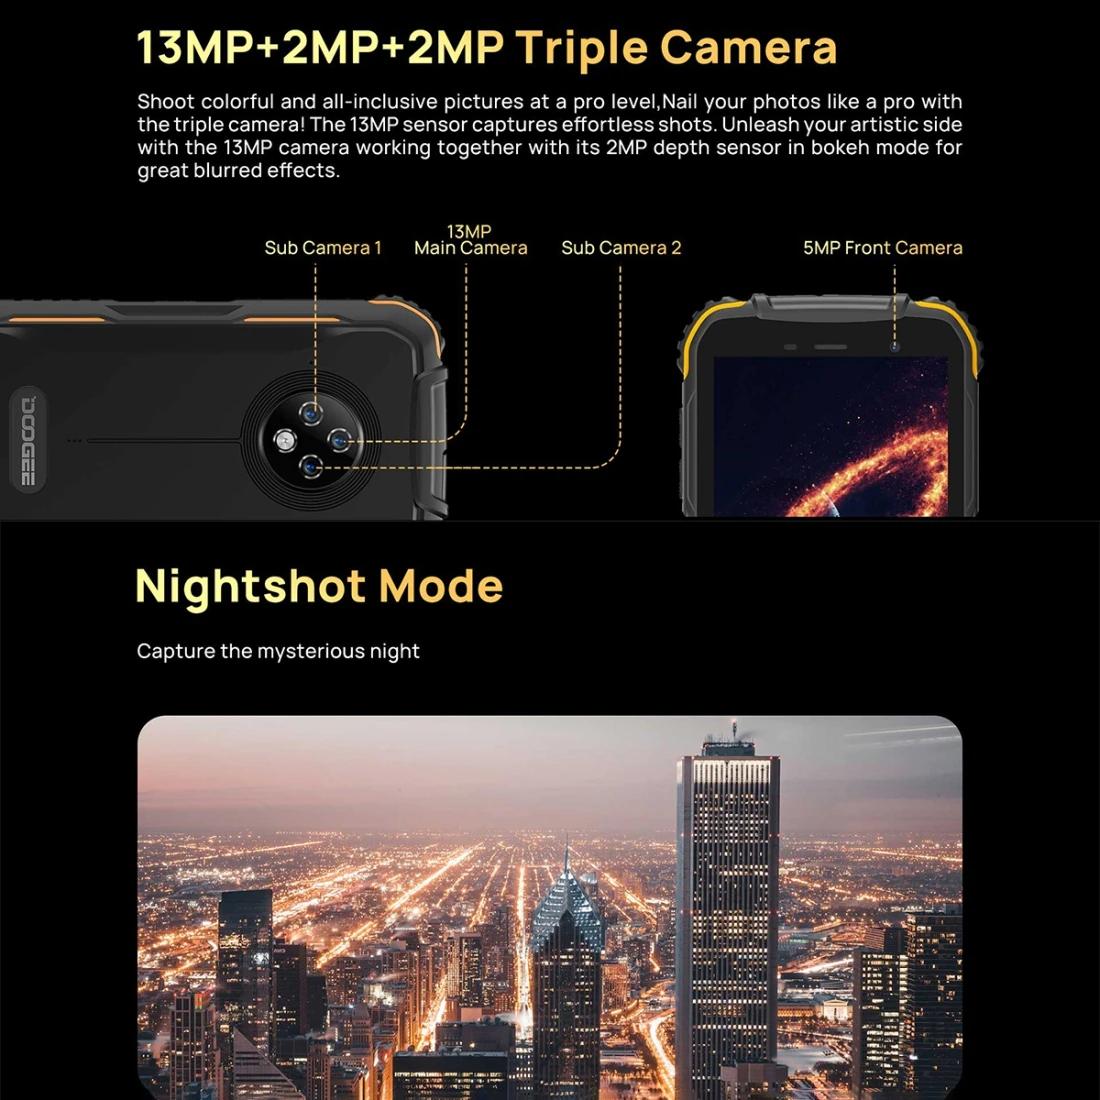 13MP+2MP+2MP Triple Camera
Shoot colorful and all-inclusive pictures at a pro level,Nail your photos like a pro with
the triple camera! The 13MP sensor captures effortless shots. Unleash your artistic side
with the 13MP camera working together with its 2MP depth sensor in bokeh mode for
great blurred effects.
Sub Camera 1
13MP
Main Camera
Sub Camera 2
5MP Front Camera
DOOGEE
Nightshot Mode
Capture the mysterious night